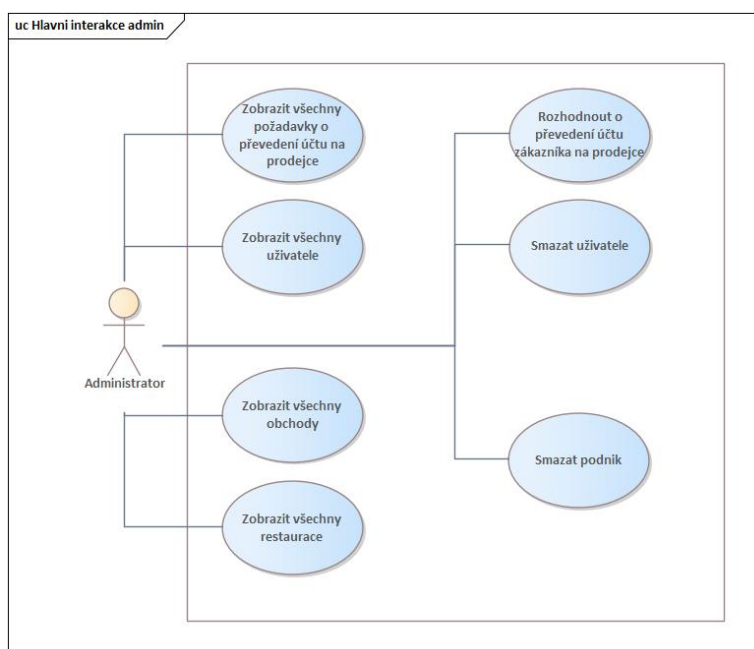 uc Hlavni interakce admin
Zobrazit všechny
požadavky o
převedení účtu na
prodejce
Rozhodnout o
převedení účtu
zákazníka na prodejce
Zobrazit všechny
uživatele
Smazat uživatele
Administrator
Zobrazit všechny
obchody
Smazat podnik
Zobrazit všechny
restaurace